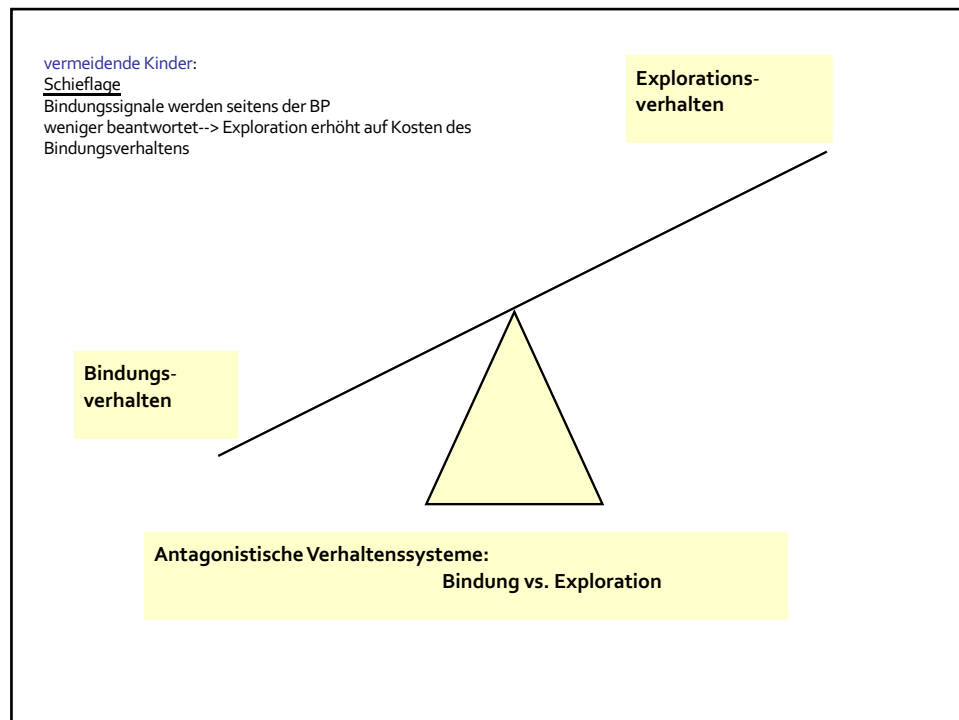 vermeidende Kinder:
Schieflage
Bindungssignale werden seitens der BP
weniger beantwortet--> Exploration erhöht auf Kosten des
Bindungsverhaltens
Explorations-
verhalten
Bindungs-
verhalten
Antagonistische Verhaltenssysteme:
Bindung vs. Exploration